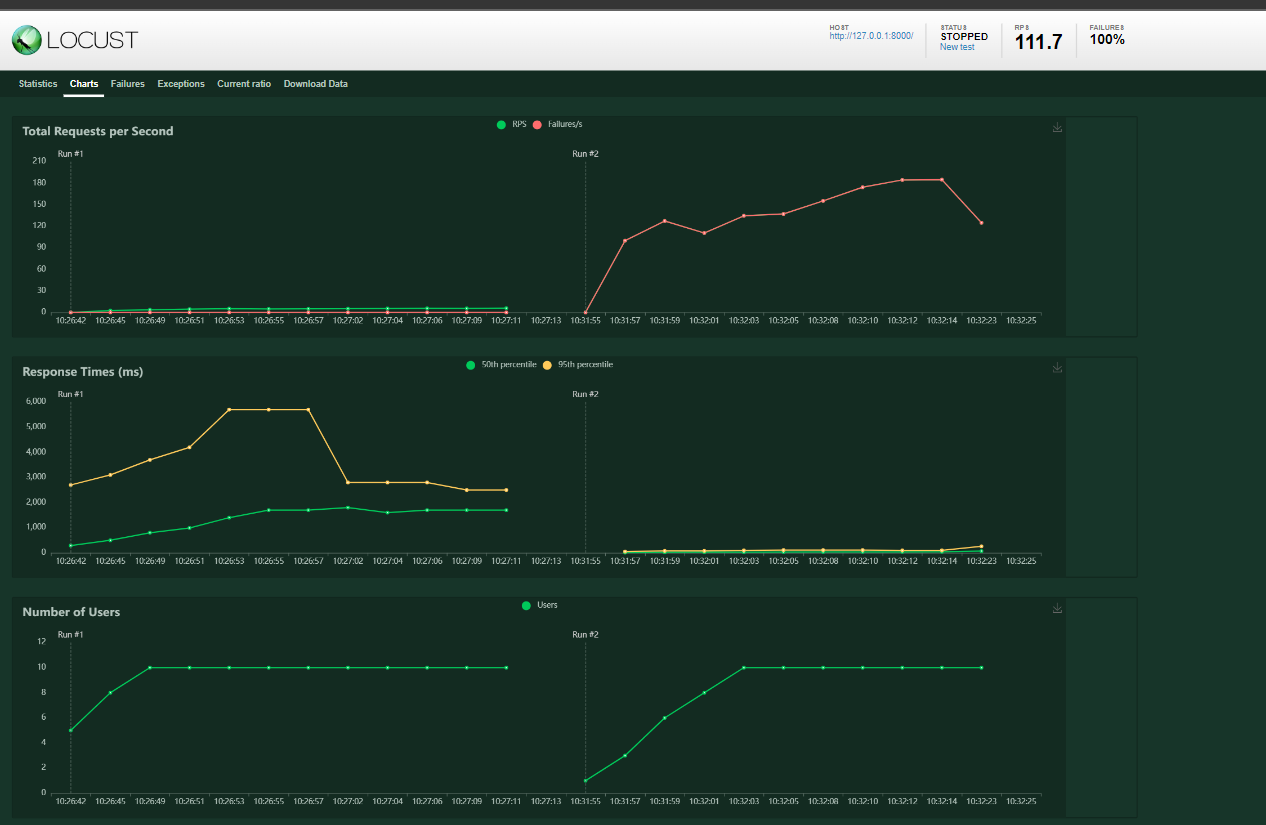 LOCUST
HOST
http://127.0.0.1:8000/
STATUS
STOPPED
New test
RPS
111.7
FAILURES
100%
Statistics Charts Failures Exceptions Current ratio Download Data
Total Requests per Second
RPS Failures/s
Run #1 Run #2
210
180
150
120
90
60
30
0
10:26:42 10:26:45 10:26:49 10:26:51 10:26:53 10:26:55 10:26:57 10:27:02 10:27:04 10:27:06 10:27:09 10:27:11 10:27:13 10:31:55 10:31:57 10:31:59 10:32:01 10:32:03 10:32:05 10:32:08 10:32:10 10:32:12 10:32:14 10:32:23 10:32:25
Response Times (ms)
50th percentile 95th percentile
Run #1 Run #2
6,000
5,000
4,000
3,000
2,000
1,000
0
10:26:42 10:26:45 10:26:49 10:26:51 10:26:53 10:26:55 10:26:57 10:27:02 10:27:04 10:27:06 10:27:09 10:27:11 10:27:13 10:31:55 10:31:57 10:31:59 10:32:01 10:32:03 10:32:05 10:32:08 10:32:10 10:32:12 10:32:14 10:32:23 10:32:25
Number of Users
Users
Run #1 Run #2
12
10
8
6
4
2
0
10:26:42 10:26:45 10:26:49 10:26:51 10:26:53 10:26:55 10:26:57 10:27:02 10:27:04 10:27:06 10:27:09 10:27:11 10:27:13 10:31:55 10:31:57 10:31:59 10:32:01 10:32:03 10:32:05 10:32:08 10:32:10 10:32:12 10:32:14 10:32:23 10:32:25